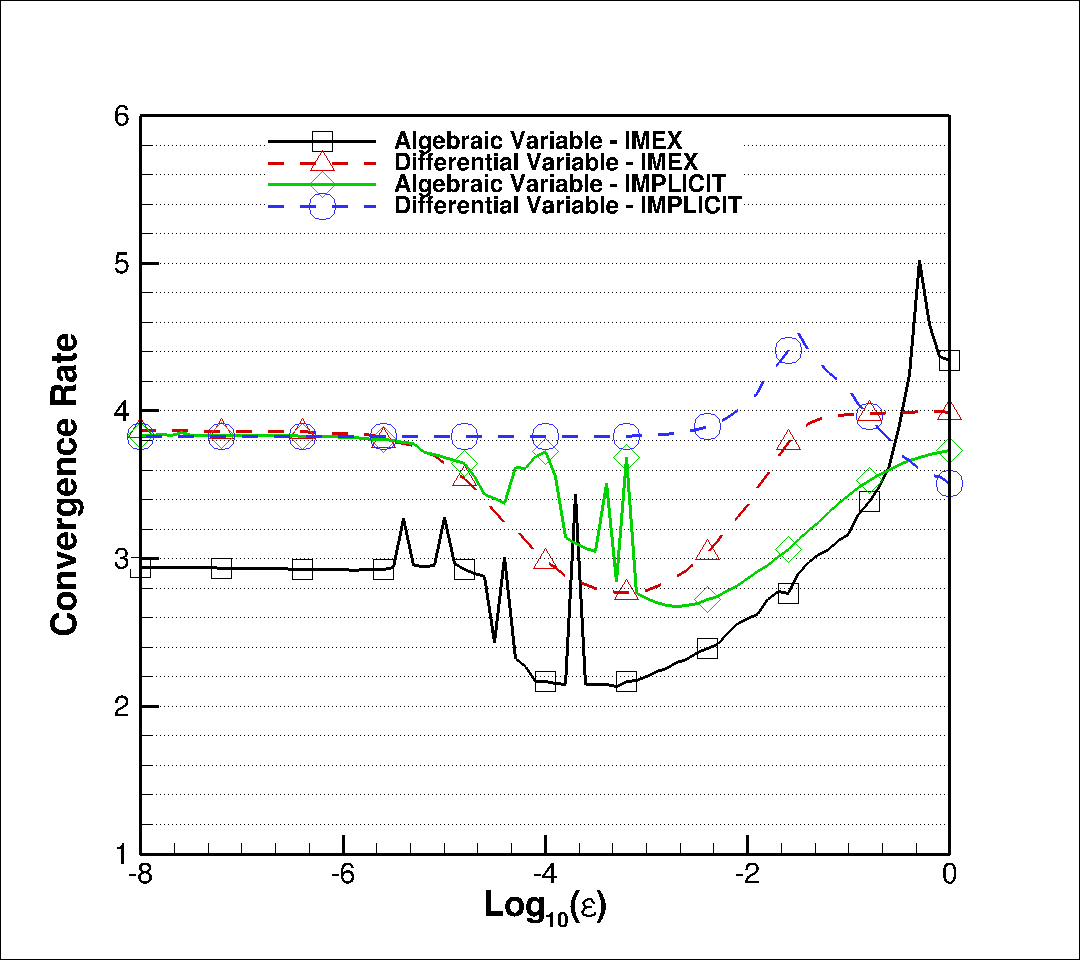 6
Algebraic Variable - IMEX
Differential Variable - IMEX
Algebraic Variable - IMPLICIT
Differential Variable - IMPLICIT
5
4
3
2
1
Convergence Rate
-8
-6
-4
-2
0
Log₁₀(ε)